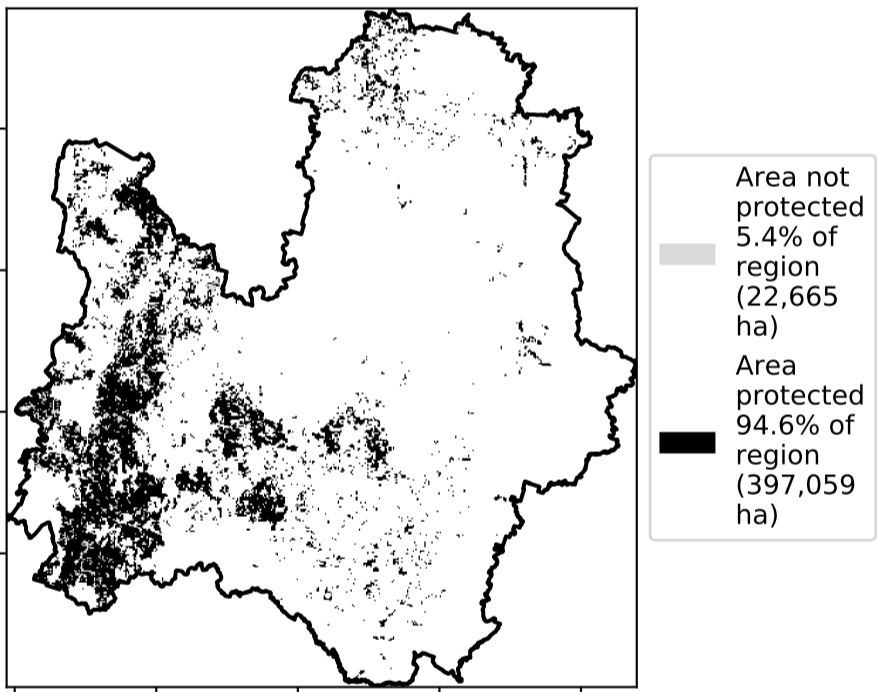 Area not
protected
5.4% of
region
(22,665
ha)
Area
protected
94.6% of
region
(397,059
ha)